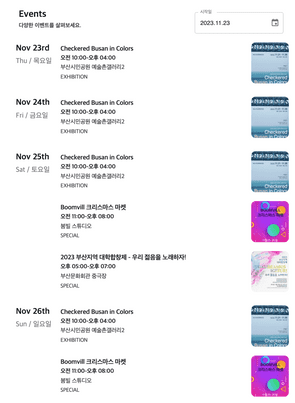 Events
다양한 이벤트를 살펴보세요.
시작일
2023.11.23
Nov 23rd
Thu / 목요일
Checkered Busan in Colors
오전 10:00-오후 04:00
부산시민공원 예술촌갤러리2
EXHIBITION
Checkered
Nov 24th
Fri / 금요일
Checkered Busan in Colors
오전 10:00-오후 04:00
부산시민공원 예술촌갤러리2
EXHIBITION
Checkered
Nov 25th
Sat / 토요일
Checkered Busan in Colors
오전 10:00-오후 04:00
부산시민공원 예술촌갤러리2
EXHIBITION
Checkered
Boomvill 크리스마스 마켓
오전 11:00-오후 08:00
붐빌 스튜디오
SPECIAL
2023 부산지역 대학합창제 - 우리 젊음을 노래하자!
오후 05:00-오후 07:00
부산문화회관 중극장
SPECIAL
Nov 26th
Sun / 일요일
Checkered Busan in Colors
오전 10:00-오후 04:00
부산시민공원 예술촌갤러리2
EXHIBITION
Checkered
Busan in Colors
Boomvill 크리스마스 마켓
오전 11:00-오후 08:00
붐빌 스튜디오
SPECIAL